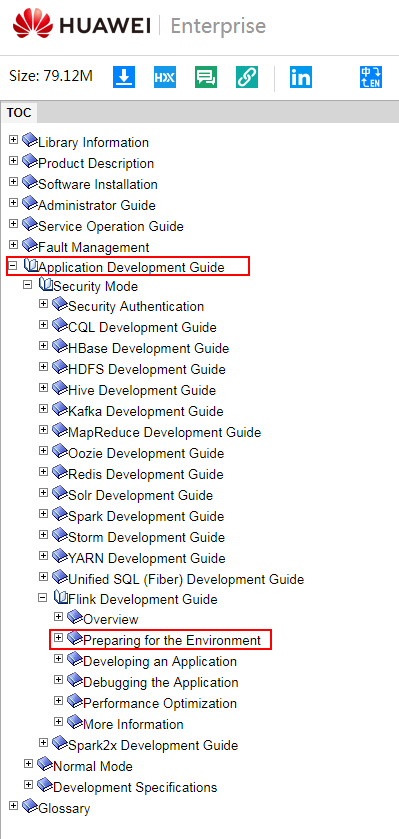 HUAWEI Enterprise
Size: 79.12M
HDX
in
中
EN
TOC
Library Information
Product Description
Software Installation
Administrator Guide
Service Operation Guide
Fault Management
Application Development Guide
Security Mode
Security Authentication
CQL Development Guide
HBase Development Guide
HDFS Development Guide
Hive Development Guide
Kafka Development Guide
MapReduce Development Guide
Oozie Development Guide
Redis Development Guide
Solr Development Guide
Spark Development Guide
Storm Development Guide
YARN Development Guide
Unified SQL (Fiber) Development Guide
Flink Development Guide
Overview
Preparing for the Environment
Developing an Application
Debugging the Application
Performance Optimization
More Information
Spark2x Development Guide
Normal Mode
Development Specifications
Glossary